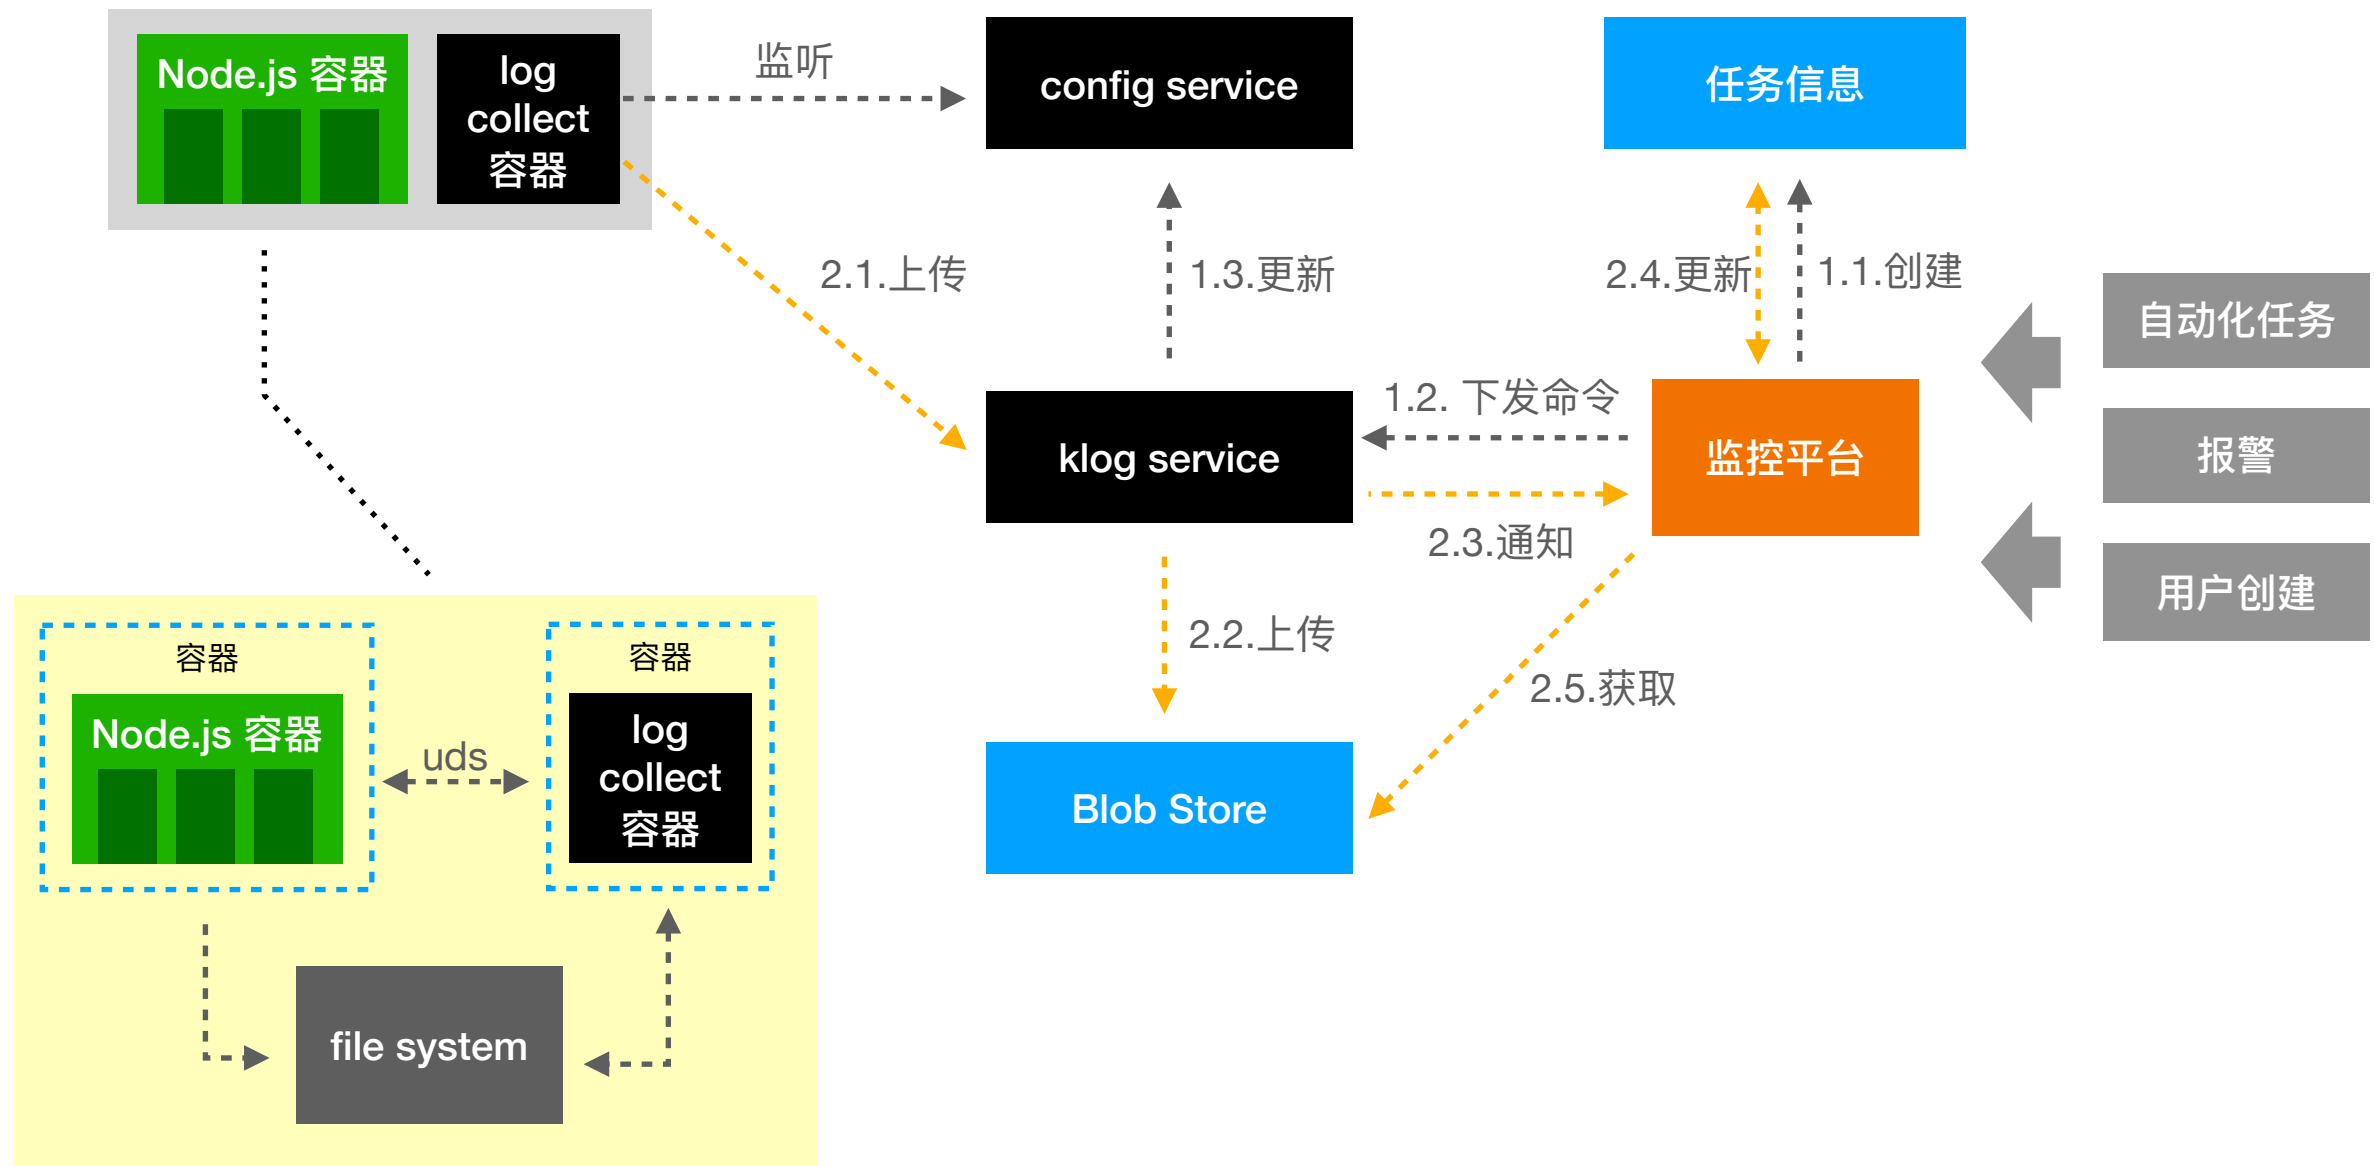 Node.js 容器
log
collect
容器
监听
config service
任务信息
2.1.上传
1.3.更新
2.4.更新
1.1.创建
自动化任务
1.2. 下发命令
klog service
监控平台
报警
2.3.通知
用户创建
2.2.上传
2.5.获取
容器
容器
Node.js 容器
uds
log
collect
容器
Blob Store
file system